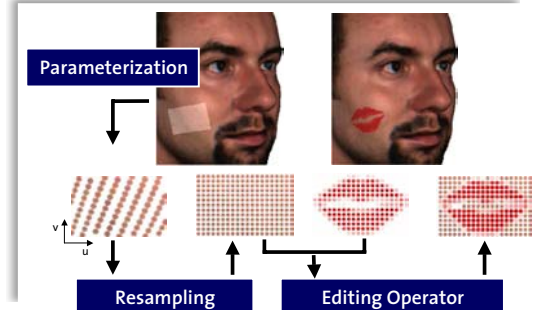 Parameterization
v
u
Resampling
Editing Operator